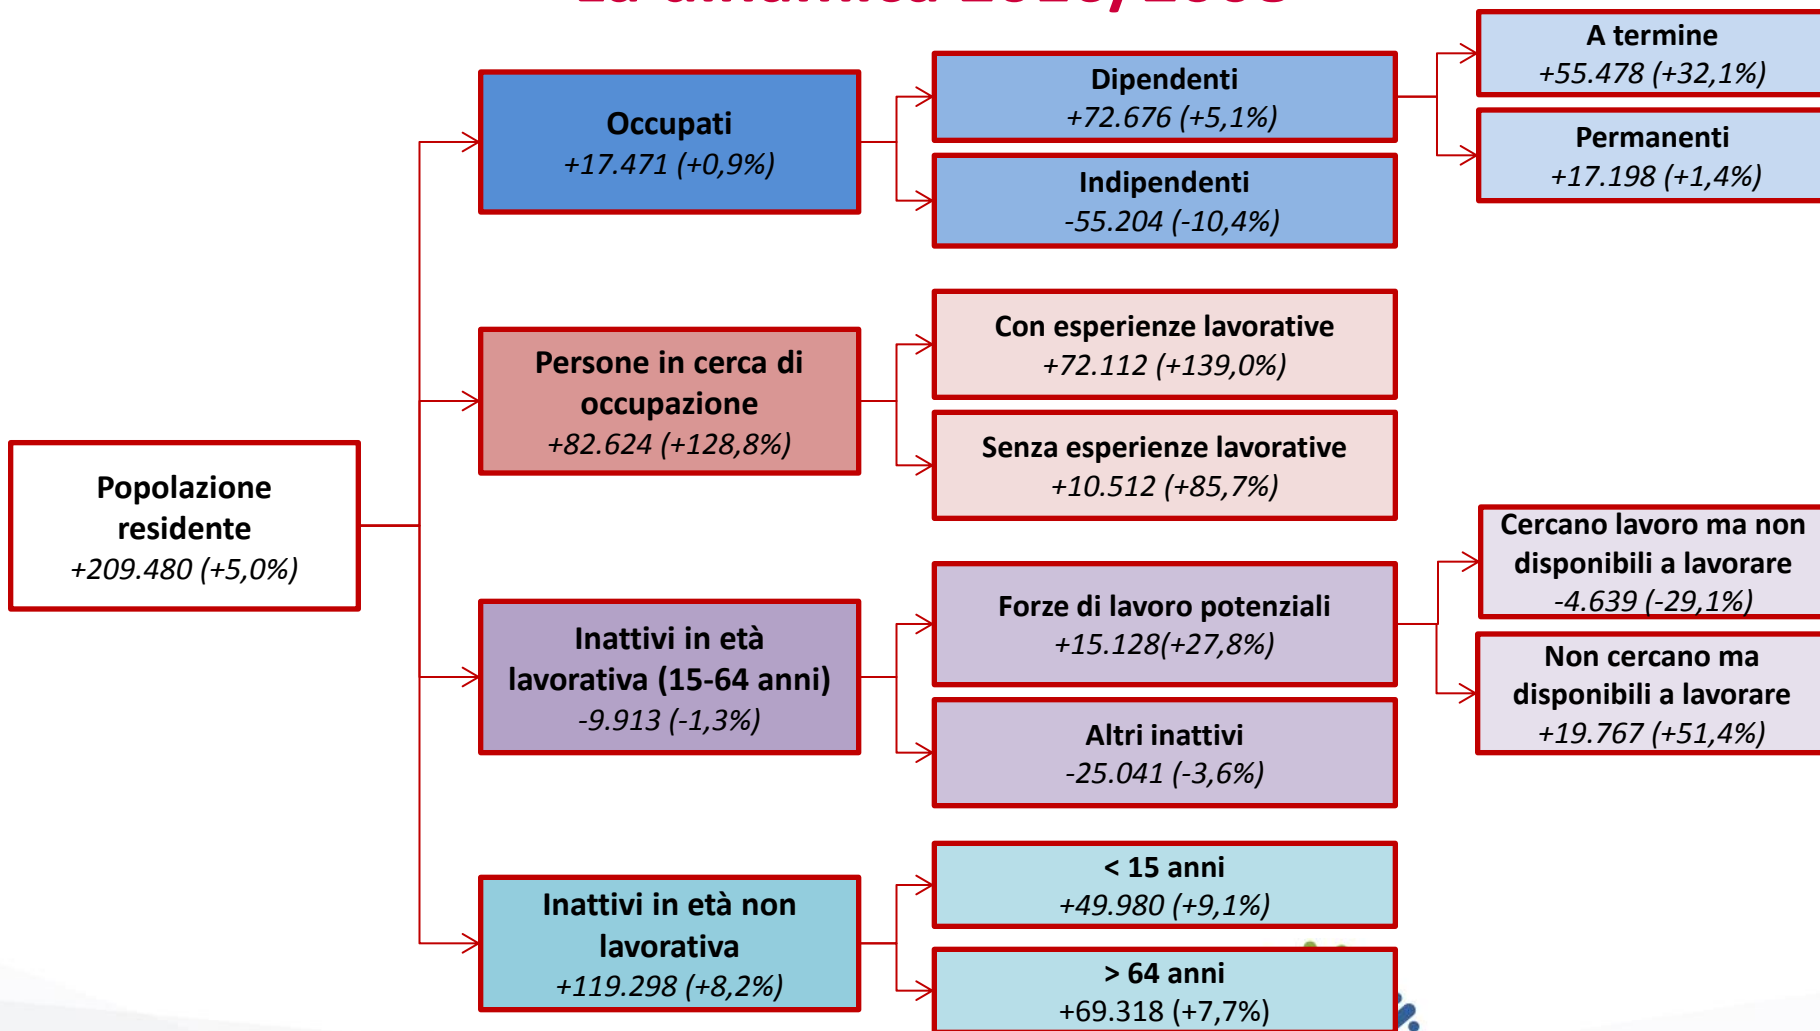 Popolazione
residente
+209.480 (+5,0%)
Occupati
+17.471 (+0,9%)
Dipendenti
+72.676 (+5,1%)
A termine
+55.478 (+32,1%)
Permanenti
+17.198 (+1,4%)
Indipendenti
-55.204 (-10,4%)
Persone in cerca di
occupazione
+82.624 (+128,8%)
Con esperienze lavorative
+72.112 (+139,0%)
Senza esperienze lavorative
+10.512 (+85,7%)
Inattivi in età
lavorativa (15-64 anni)
-9.913 (-1,3%)
Forze di lavoro potenziali
+15.128(+27,8%)
Cercano lavoro ma non
disponibili a lavorare
-4.639 (-29,1%)
Non cercano ma
disponibili a lavorare
+19.767 (+51,4%)
Altri inattivi
-25.041 (-3,6%)
Inattivi in età non
lavorativa
+119.298 (+8,2%)
< 15 anni
+49.980 (+9,1%)
> 64 anni
+69.318 (+7,7%)